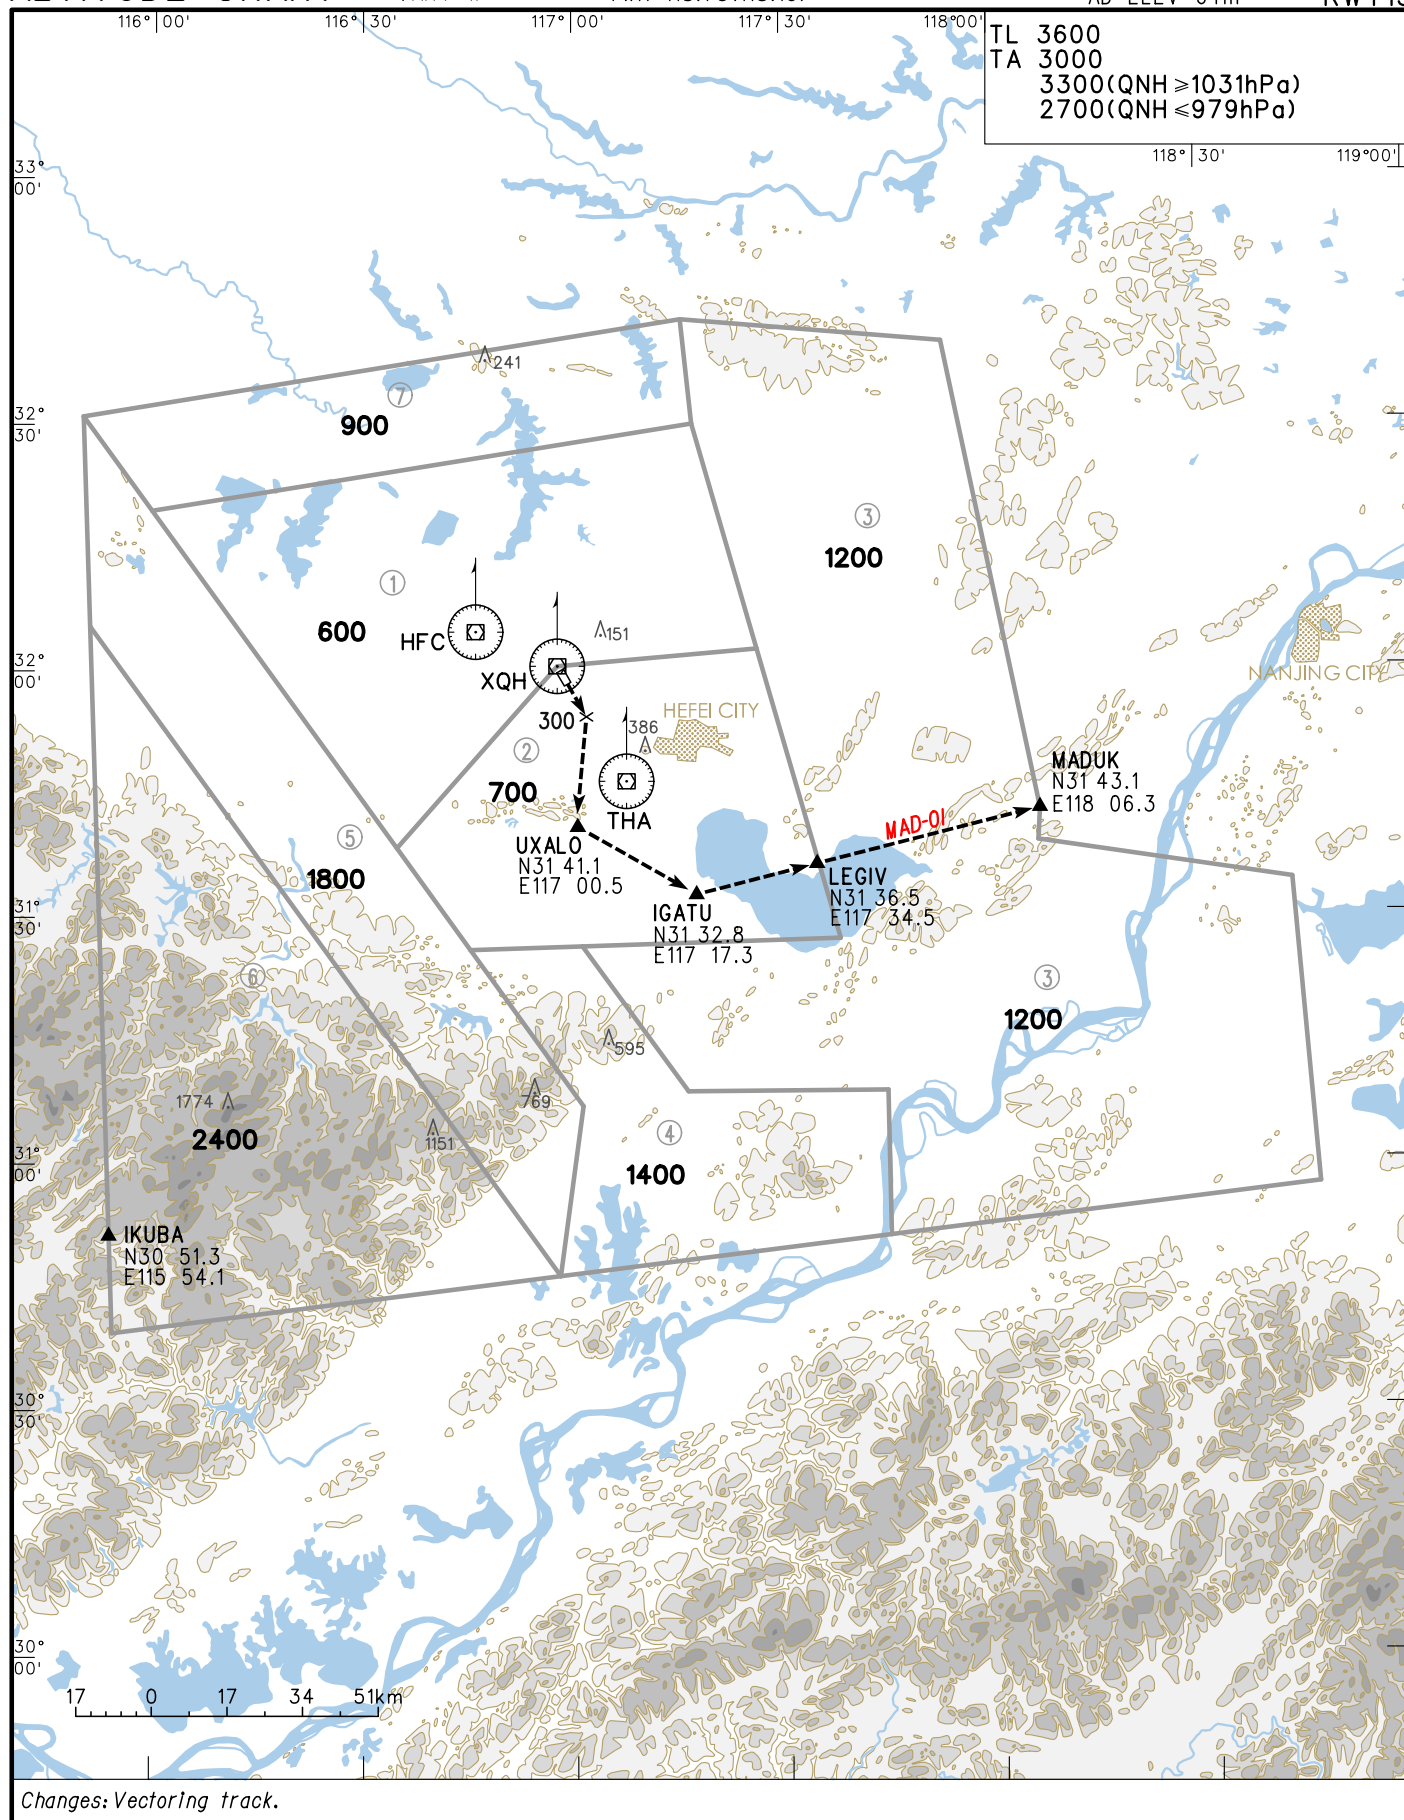 116° 00'
116° 30'
117° 00'
117° 30'
118° 00'
TL 3600
TA 3000
3300(QNH ≥1031hPa)
2700(QNH ≤979hPa)
118° 30'
119° 00'
33°
00'
241
⑦
900
32°
30'
③
1200
①
600
HFC
151
XQH
32°
00'
NANJING CITY
HEFEI CITY
300
386
②
700
MADUK
N31 43.1
E118 06.3
THA
MAD-01
UXALO
N31 41.1
E117 00.5
⑤
1800
LEGIV
N31 36.5
E117 34.5
IGATU
N31 32.8
E117 17.3
31°
30'
⑥
③
1200
595
769
1774
2400
1151
④
1400
31°
00'
IKUBA
N30 51.3
E115 54.1
30°
30'
30°
00'
17 0 17 34 51km
Changes: Vectoring track.